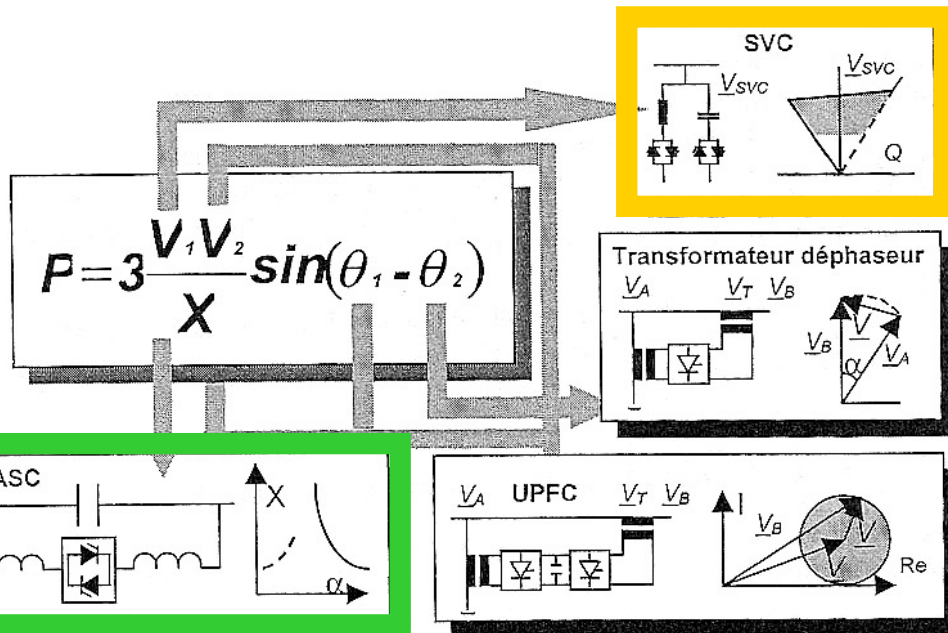 SVC
V_SVC
V_SVC
Q
P=3 V₁V₂/X sin(θ₁-θ₂)
Transformateur déphaseur
V_A V_T V_B
V_B V V_A
α
ASC
X
α
UPFC
V_A V_T V_B
I
V_B V
V
Re